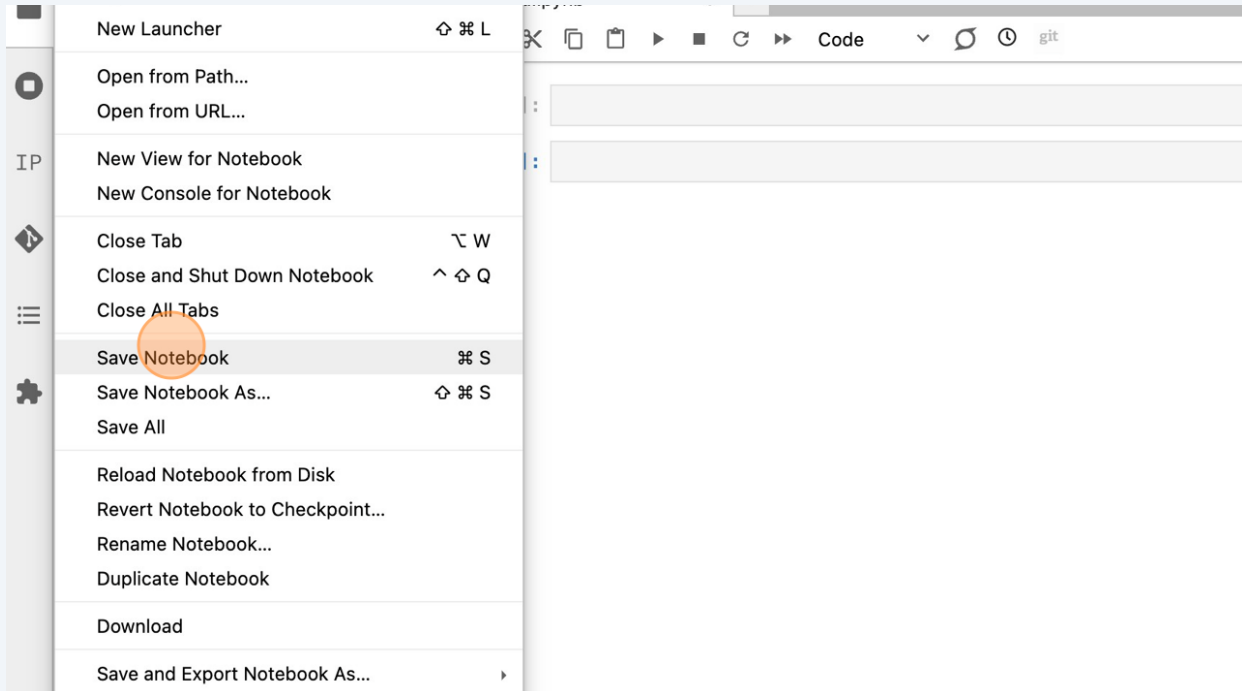 New Launcher ⇧ ⌘ L
Code
git
Open from Path...
Open from URL...
IP
New View for Notebook
New Console for Notebook
]:
]:
Close Tab ⌥ W
Close and Shut Down Notebook ^ ⇧ Q
Close All Tabs
Save Notebook ⌘ S
Save Notebook As... ⇧ ⌘ S
Save All
Reload Notebook from Disk
Revert Notebook to Checkpoint...
Rename Notebook...
Duplicate Notebook
Download
Save and Export Notebook As...